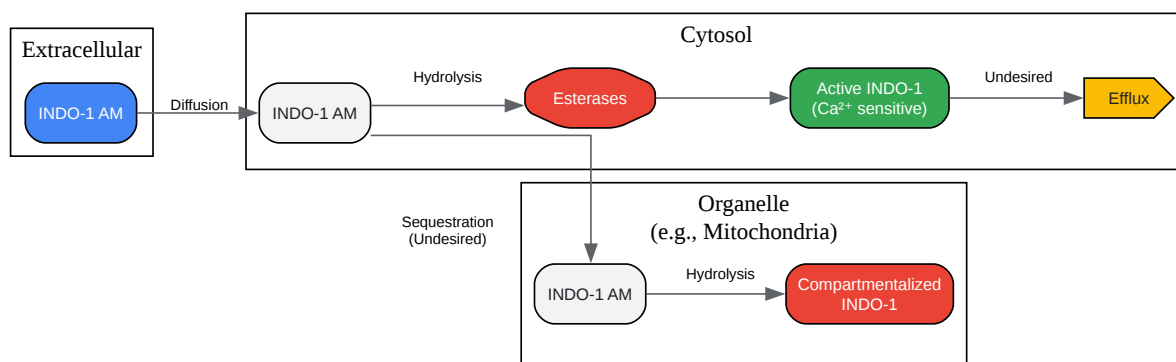 Extracellular
INDO-1 AM
Diffusion
Cytosol
INDO-1 AM
Hydrolysis
Esterases
Active INDO-1
(Ca²⁺ sensitive)
Undesired
Efflux
Sequestration
(Undesired)
Organelle
(e.g., Mitochondria)
INDO-1 AM
Hydrolysis
Compartmentalized
INDO-1